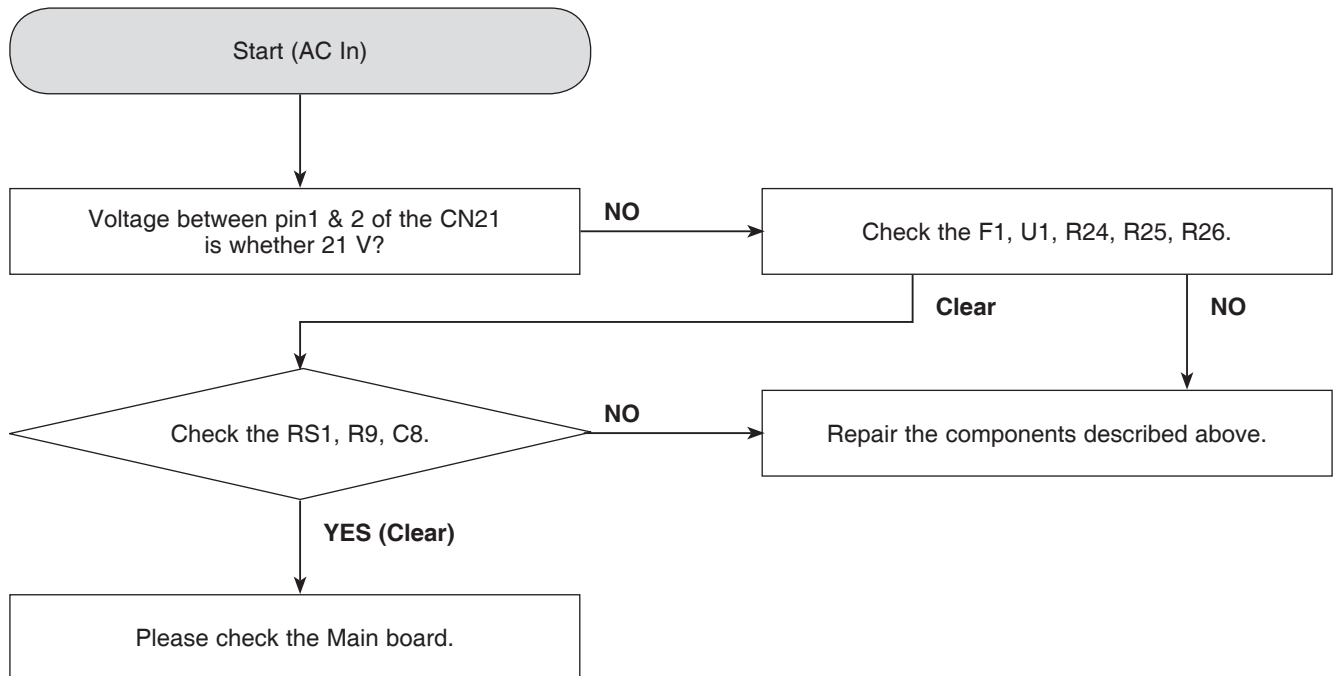 Start (AC In)
Voltage between pin1 & 2 of the CN21
is whether 21 V?
NO
Check the F1, U1, R24, R25, R26.
Clear
NO
Check the RS1, R9, C8.
NO
Repair the components described above.
YES (Clear)
Please check the Main board.